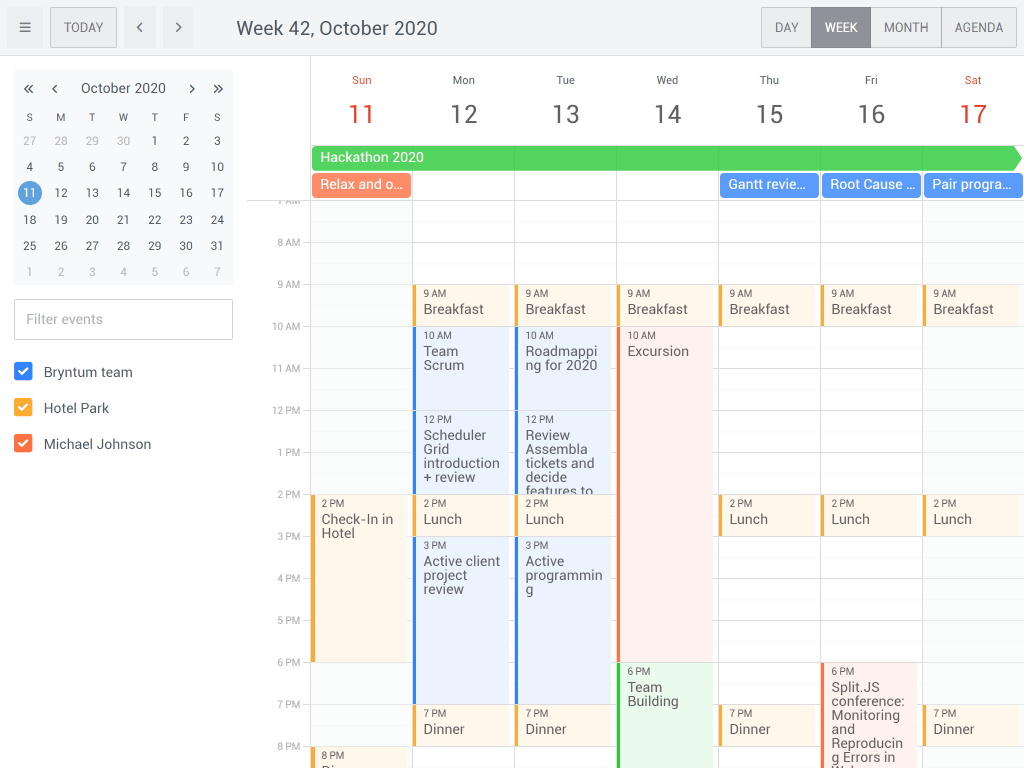 TODAY
Week 42, October 2020
DAY WEEK MONTH AGENDA
October 2020
S M T W T F S
27 28 29 30 1 2 3
4 5 6 7 8 9 10
11 12 13 14 15 16 17
18 19 20 21 22 23 24
25 26 27 28 29 30 31
1 2 3 4 5 6 7
Filter events
Bryntum team
Hotel Park
Michael Johnson
Sun Mon Tue Wed Thu Fri Sat
11 12 13 14 15 16 17
Hackathon 2020
Relax and o... Gantt revie... Root Cause ... Pair progra...
7 AM
8 AM
9 AM
10 AM
11 AM
12 PM
1 PM
2 PM
3 PM
4 PM
5 PM
6 PM
7 PM
8 PM
2 PM
Check-In in
Hotel
8 PM
9 AM
Breakfast
10 AM
Team
Scrum
12 PM
Scheduler
Grid
introduction
+ review
2 PM
Lunch
3 PM
Active client
project
review
7 PM
Dinner
9 AM
Breakfast
10 AM
Roadmappi
ng for 2020
12 PM
Review
Assembla
tickets and
decide
features to
2 PM
Lunch
3 PM
Active
programmin
g
7 PM
Dinner
9 AM
Breakfast
10 AM
Excursion
6 PM
Team
Building
9 AM
Breakfast
2 PM
Lunch
7 PM
Dinner
9 AM
Breakfast
2 PM
Lunch
6 PM
Split.JS
conference:
Monitoring
and
Reproducin
g Errors in
9 AM
Breakfast
2 PM
Lunch
7 PM
Dinner